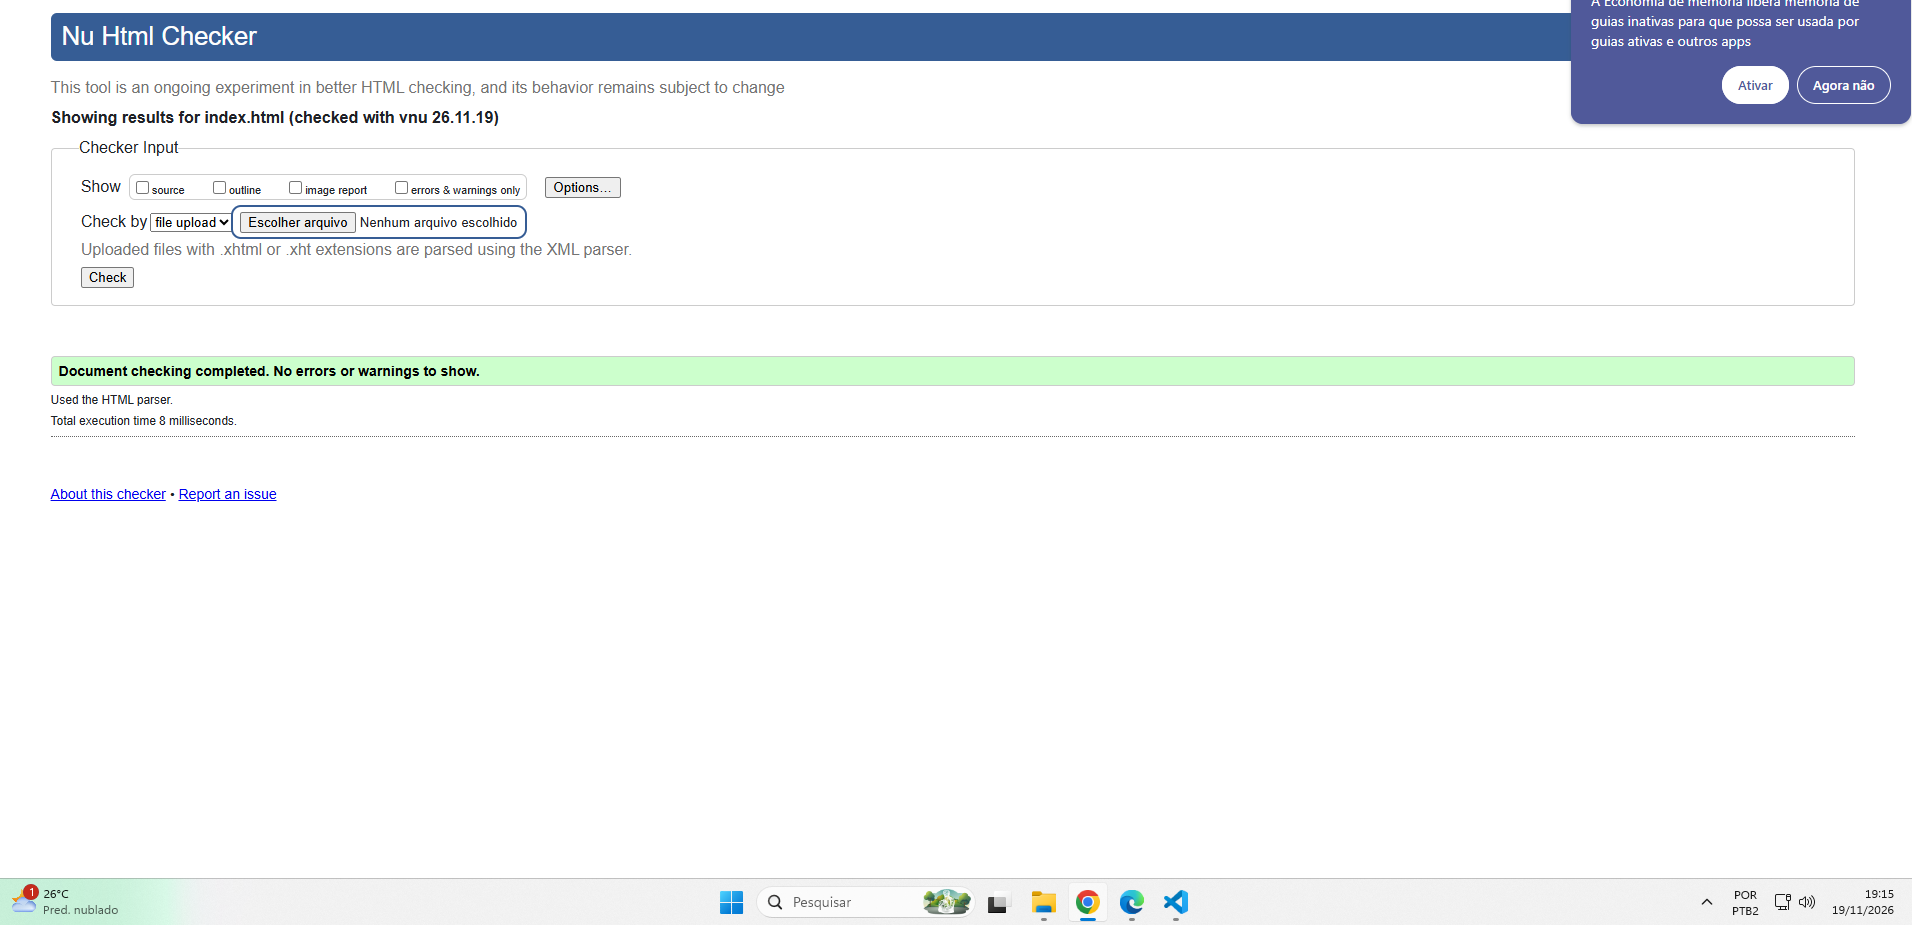 Nu Html Checker
A Economia de memória libera memória de
guias inativas para que possa ser usada por
guias ativas e outros apps
Ativar
Agora não
This tool is an ongoing experiment in better HTML checking, and its behavior remains subject to change
Showing results for index.html (checked with vnu 26.11.19)
Checker Input
Show source outline image report errors & warnings only Options...
Check by file upload Escolher arquivo Nenhum arquivo escolhido
Uploaded files with .xhtml or .xht extensions are parsed using the XML parser.
Check
Document checking completed. No errors or warnings to show.
Used the HTML parser.
Total execution time 8 milliseconds.
About this checker • Report an issue
1
26°C
Pred. nublado
Pesquisar
POR
PTB2
19:15
19/11/2026